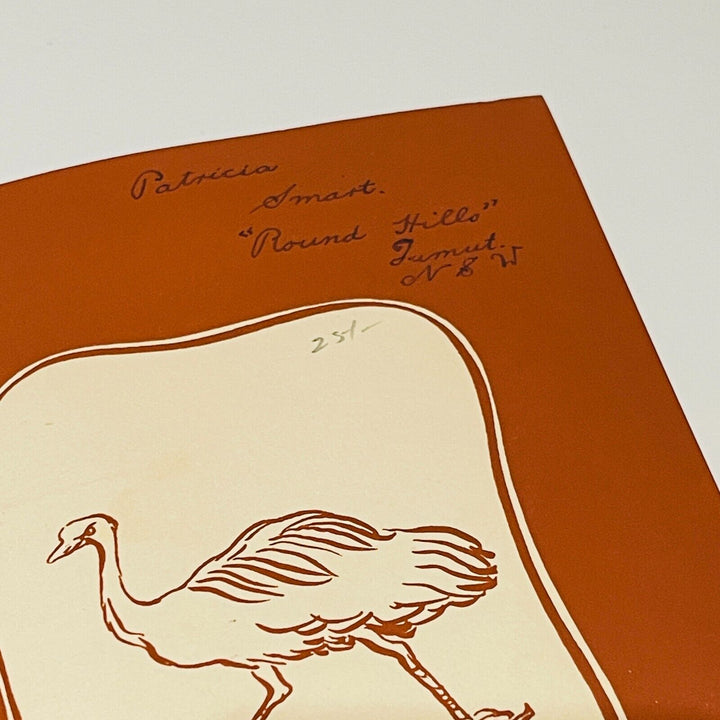 Patricia
Smart.
"Round Hills"
Tumut.
N S W
25/-